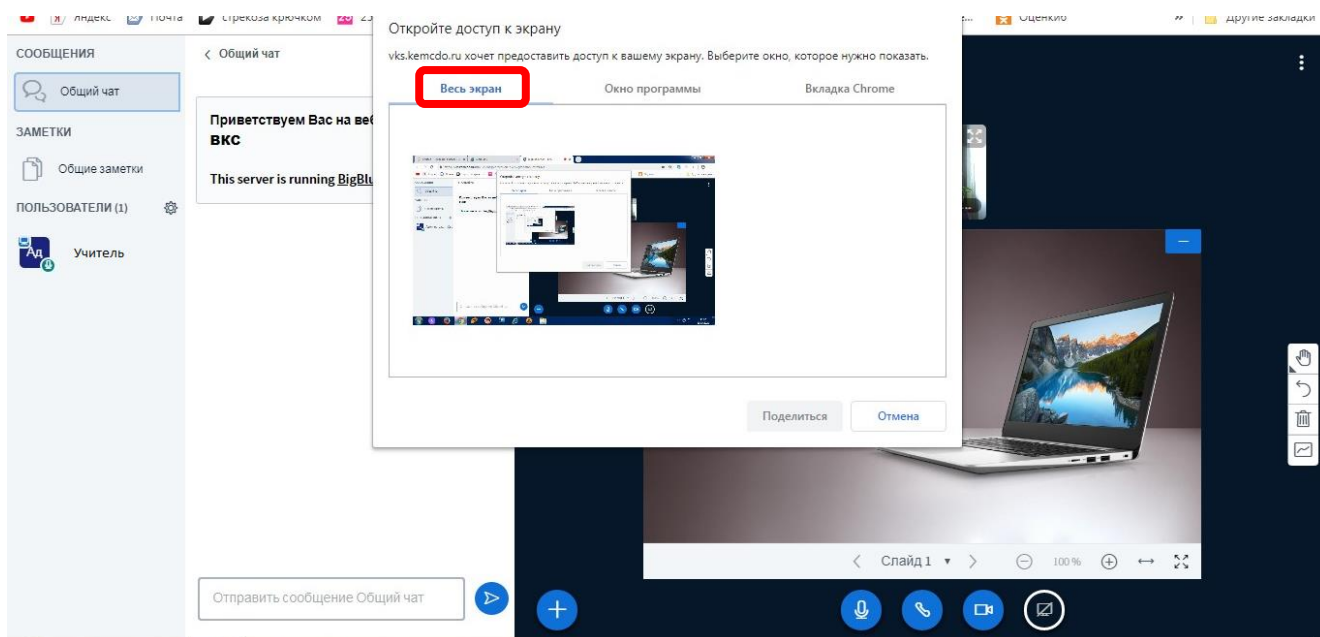 Яндекс
Почта
Стрекоза крючком
Оценкио
»
Другие закладки
СООБЩЕНИЯ
Общий чат
ЗАМЕТКИ
Общие заметки
ПОЛЬЗОВАТЕЛИ (1)
Ад
Учитель
Общий чат
Приветствуем Вас на
ВКС
This server is running
Отправить сообщение Общий чат
Откройте доступ к экрану
vks.kemcdo.ru хочет предоставить доступ к вашему экрану. Выберите окно, которое нужно показать.
Весь экран
Окно программы
Вкладка Chrome
Поделиться
Отмена
Слайд 1
100 %